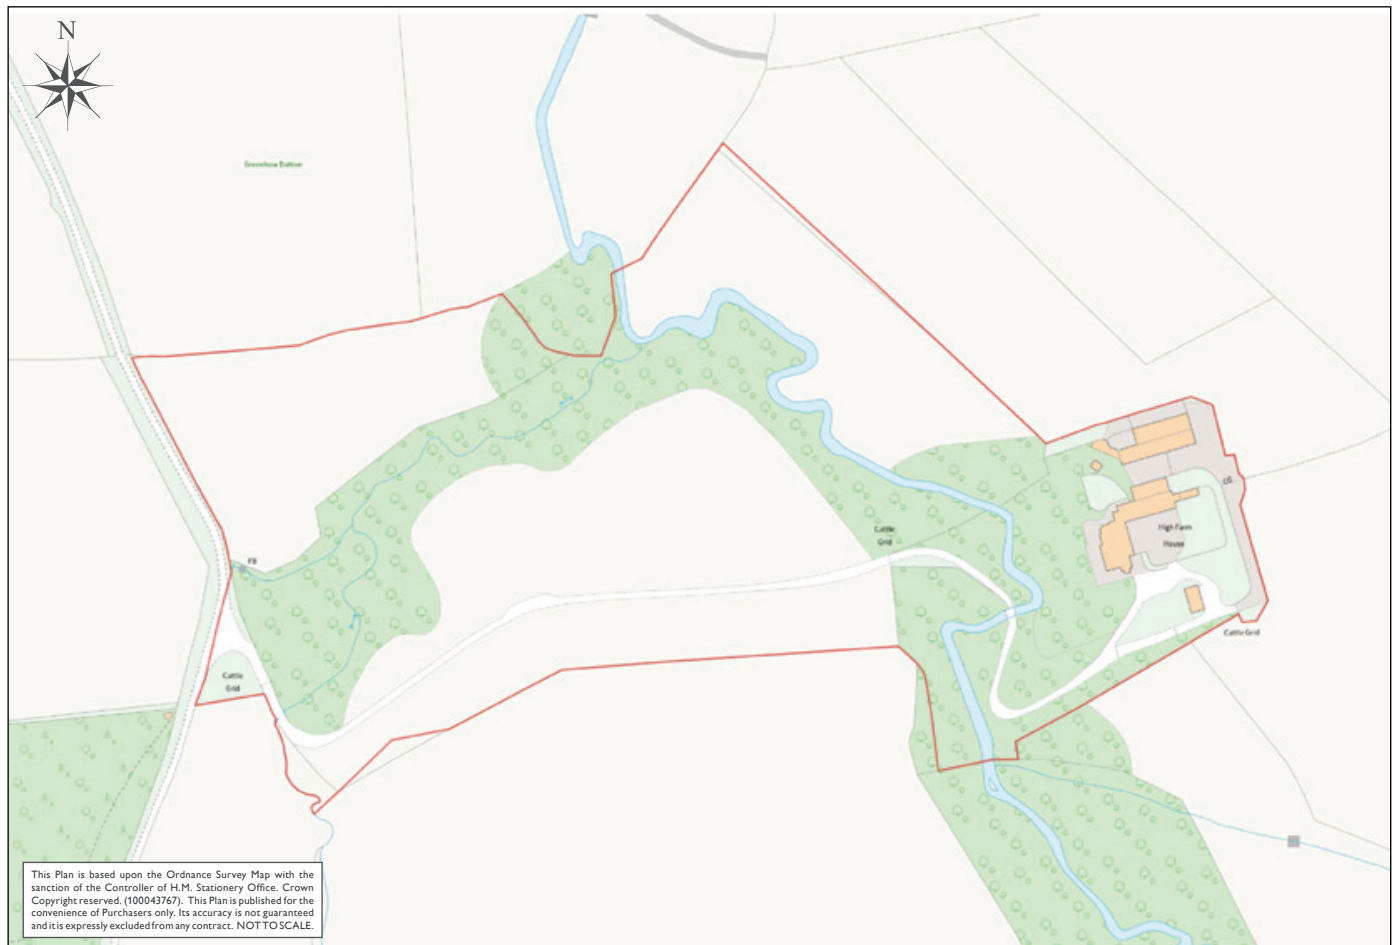 N
Greenhow Botton
FB
Cattle
Grid
Cattle
Grid
CG
High Farm
House
Cattle Grid
This Plan is based upon the Ordnance Survey Map with the
sanction of the Controller of H.M. Stationery Office. Crown
Copyright reserved. (100043767). This Plan is published for the
convenience of Purchasers only. Its accuracy is not guaranteed
and it is expressly excluded from any contract. NOT TO SCALE.